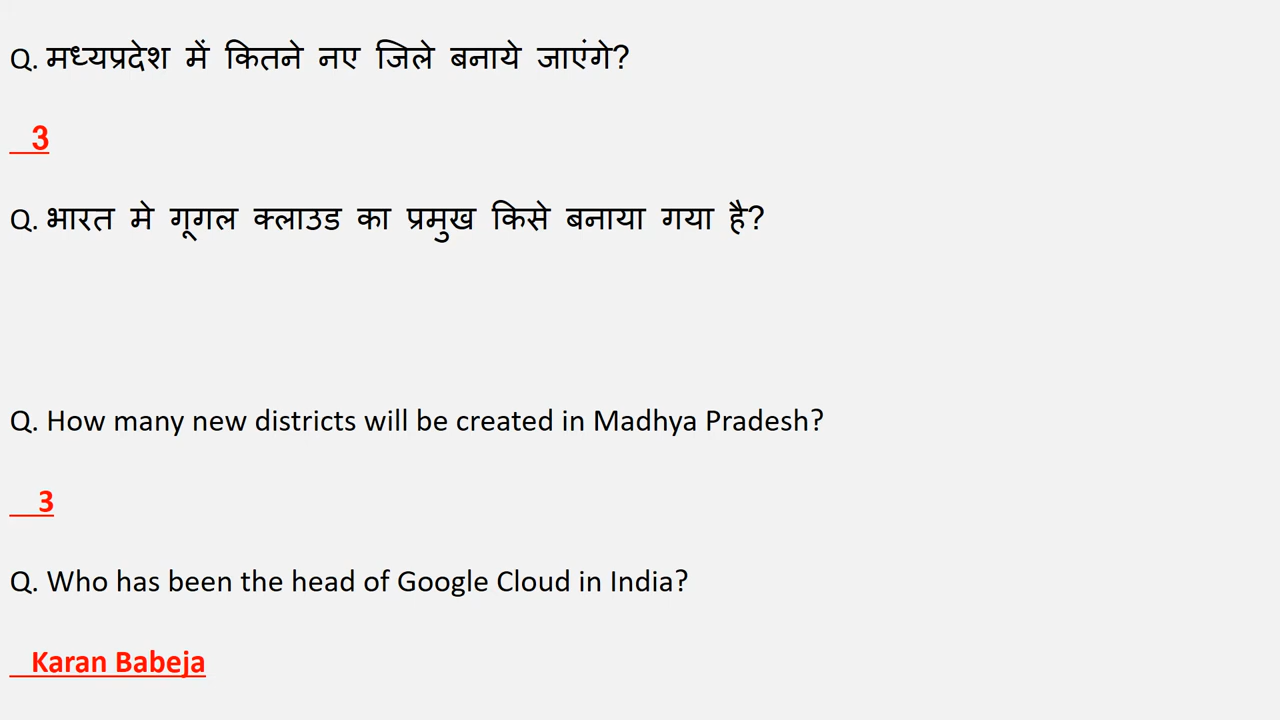 Q. मध्यप्रदेश में कितने नए जिले बनाये जाएंगे?
3
Q. भारत मे गूगल क्लाउड का प्रमुख किसे बनाया गया है?
Q. How many new districts will be created in Madhya Pradesh?
3
Q. Who has been the head of Google Cloud in India?
Karan Babeja